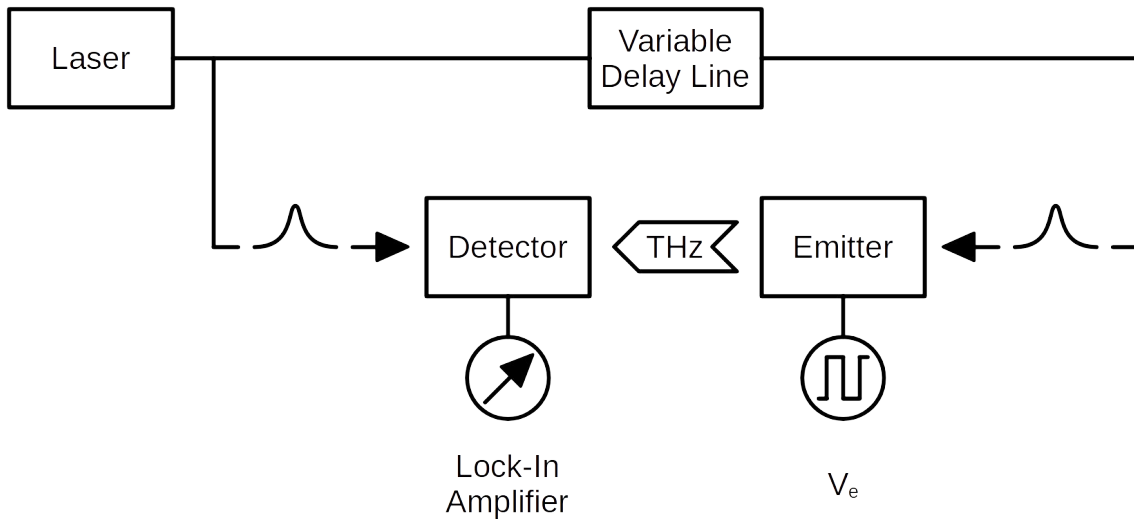 Laser
Variable
Delay Line
Detector
THz
Emitter
Lock-In
Amplifier
Vₑ